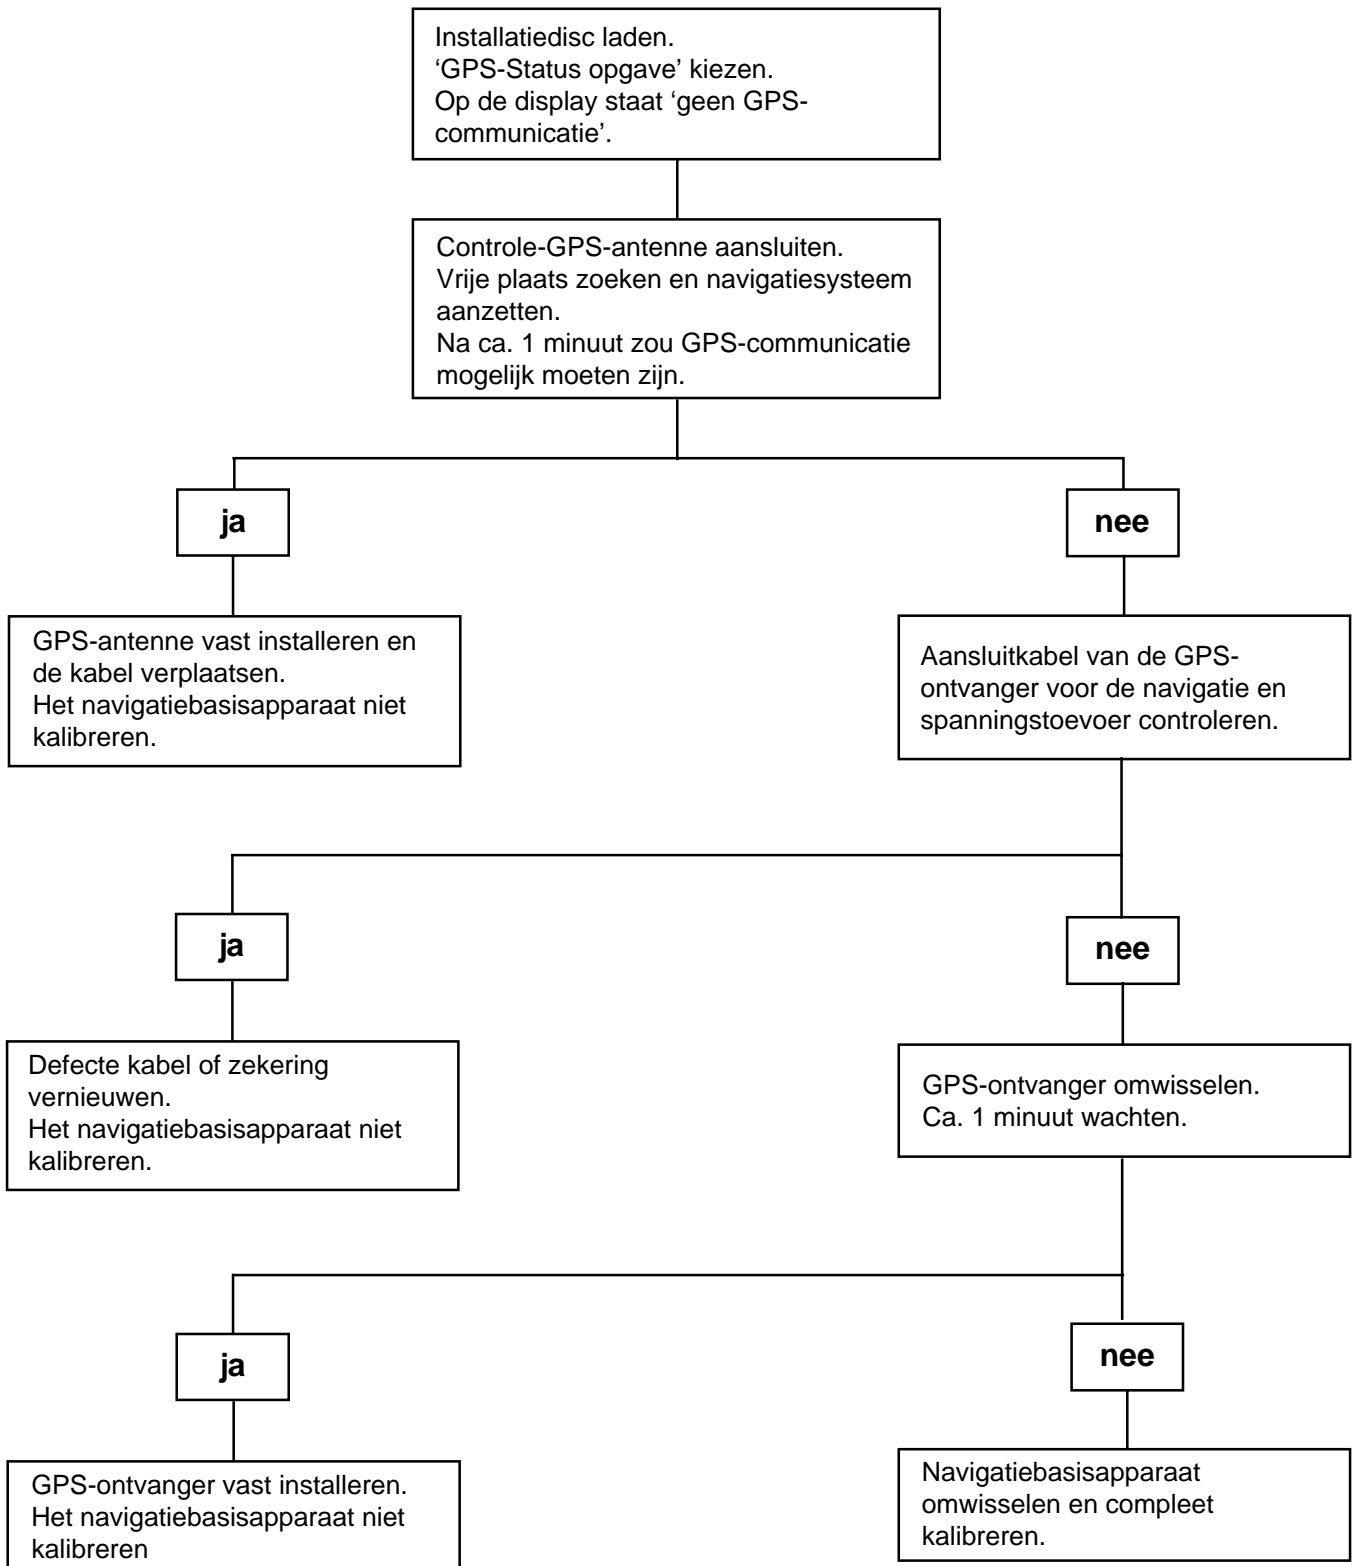 Installatiedisc laden.
‘GPS-Status opgave’ kiezen.
Op de display staat ‘geen GPS-
communicatie’.
Controle-GPS-antenne aansluiten.
Vrije plaats zoeken en navigatiesysteem
aanzetten.
Na ca. 1 minuut zou GPS-communicatie
mogelijk moeten zijn.
ja
nee
GPS-antenne vast installeren en
de kabel verplaatsen.
Het navigatiebasisapparaat niet
kalibreren.
Aansluitkabel van de GPS-
ontvanger voor de navigatie en
spanningstoevoer controleren.
ja
nee
Defecte kabel of zekering
vernieuwen.
Het navigatiebasisapparaat niet
kalibreren.
GPS-ontvanger omwisselen.
Ca. 1 minuut wachten.
ja
nee
GPS-ontvanger vast installeren.
Het navigatiebasisapparaat niet
kalibreren
Navigatiebasisapparaat
omwisselen en compleet
kalibreren.